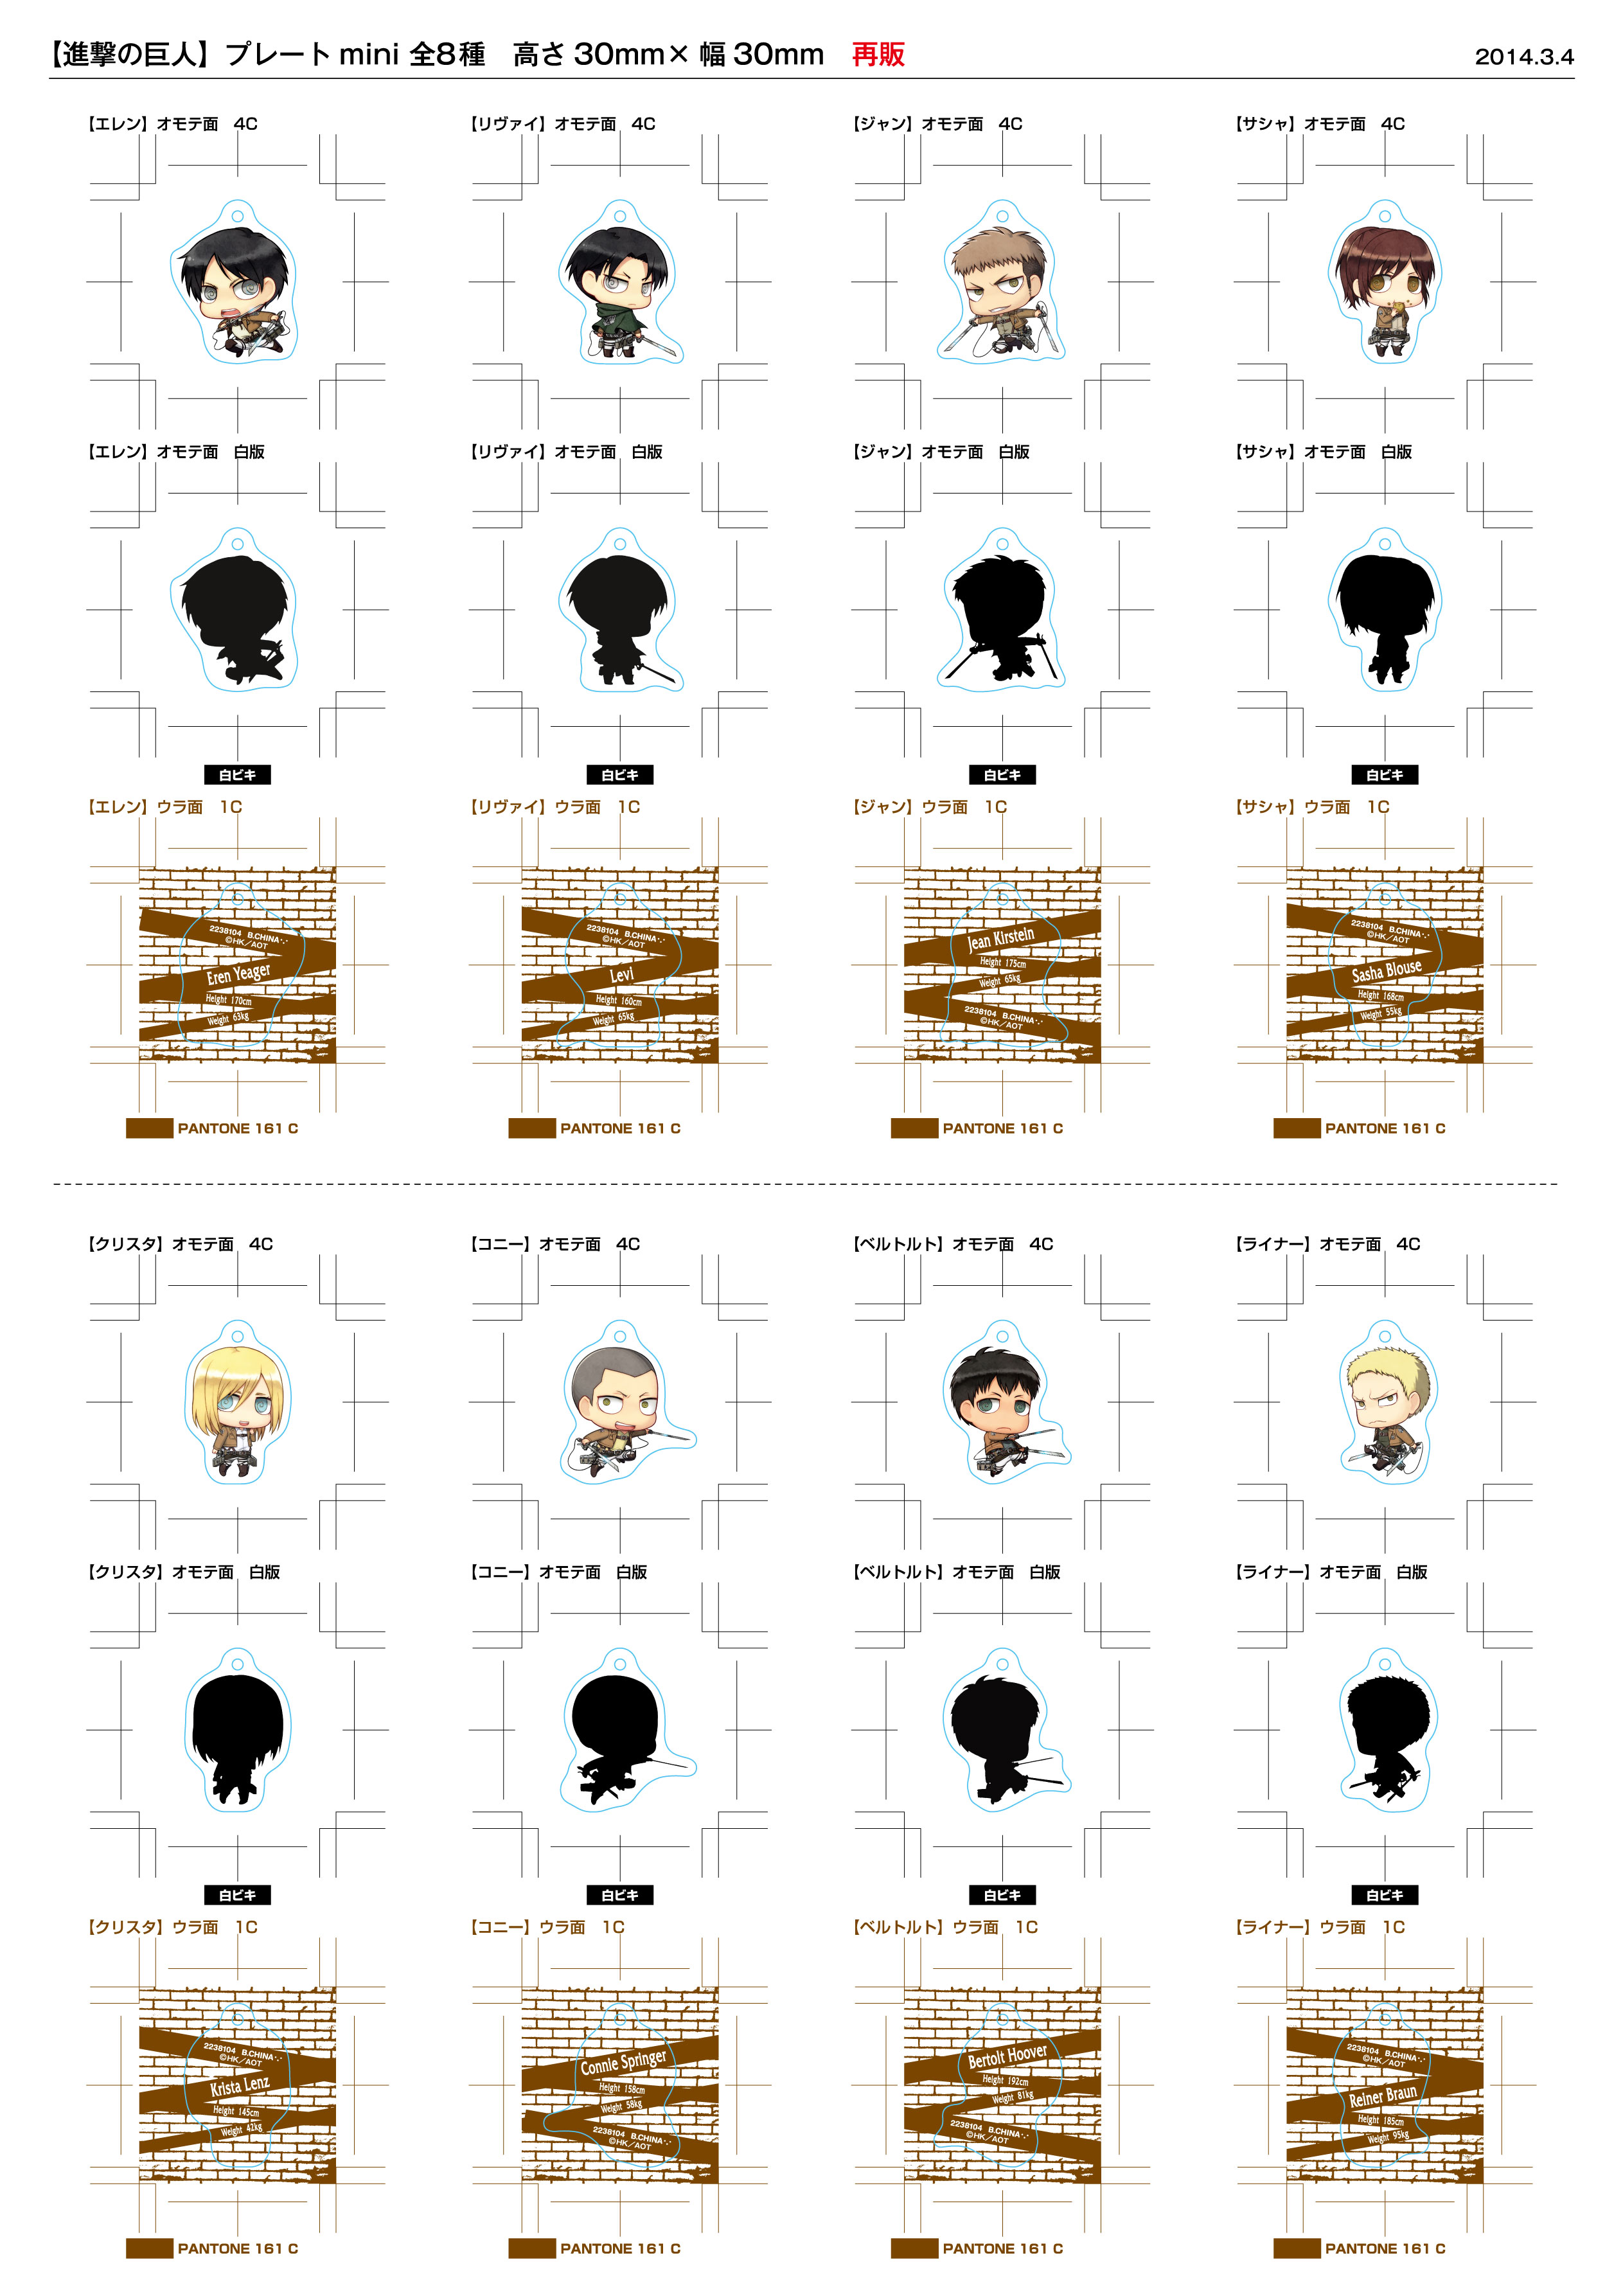 【進撃の巨人】プレート mini 全8種　高さ 30mm× 幅 30mm　再販　2014.3.4
【エレン】オモテ面　4C
【リヴァイ】オモテ面　4C
【ジャン】オモテ面　4C
【サシャ】オモテ面　4C
【エレン】オモテ面　白版
【リヴァイ】オモテ面　白版
【ジャン】オモテ面　白版
【サシャ】オモテ面　白版
白ビキ
白ビキ
白ビキ
白ビキ
【エレン】ウラ面　1C
【リヴァイ】ウラ面　1C
【ジャン】ウラ面　1C
【サシャ】ウラ面　1C
2238104 B.CHINA∵
©HK／AOT
Eren Yeager
Height 170cm
Weight 63kg
2238104 B.CHINA∵
©HK／AOT
Levi
Height 160cm
Weight 65kg
Jean Kirstein
Height 175cm
Weight 65kg
2238104 B.CHINA∵
©HK／AOT
2238104 B.CHINA∵
©HK／AOT
Sasha Blouse
Height 168cm
Weight 55kg
PANTONE 161 C
PANTONE 161 C
PANTONE 161 C
PANTONE 161 C
【クリスタ】オモテ面　4C
【コニー】オモテ面　4C
【ベルトルト】オモテ面　4C
【ライナー】オモテ面　4C
【クリスタ】オモテ面　白版
【コニー】オモテ面　白版
【ベルトルト】オモテ面　白版
【ライナー】オモテ面　白版
白ビキ
白ビキ
白ビキ
白ビキ
【クリスタ】ウラ面　1C
【コニー】ウラ面　1C
【ベルトルト】ウラ面　1C
【ライナー】ウラ面　1C
2238104 B.CHINA∵
©HK／AOT
Krista Lenz
Height 145cm
Weight 42kg
Connie Springer
Height 158cm
Weight 58kg
2238104 B.CHINA∵
©HK／AOT
Bertolt Hoover
Height 192cm
Weight 81kg
2238104 B.CHINA∵
©HK／AOT
2238104 B.CHINA∵
©HK／AOT
Reiner Braun
Height 185cm
Weight 95kg
PANTONE 161 C
PANTONE 161 C
PANTONE 161 C
PANTONE 161 C